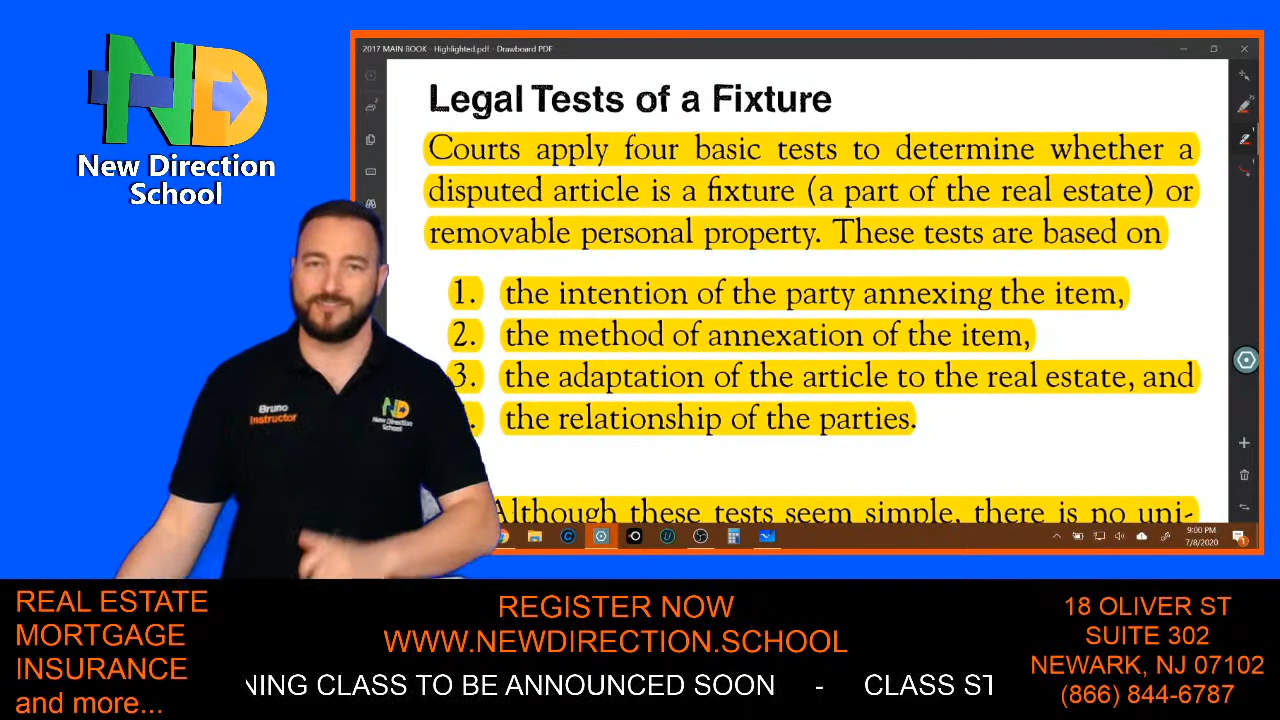 ND
New Direction
School
2017 MAIN BOOK - Highlighted.pdf - Drawboard PDF
Legal Tests of a Fixture
Courts apply four basic tests to determine whether a
disputed article is a fixture (a part of the real estate) or
removable personal property. These tests are based on
1. the intention of the party annexing the item,
2. the method of annexation of the item,
3. the adaptation of the article to the real estate, and
the relationship of the parties.
Although these tests seem simple, there is no uni-
9:00 PM
7/8/2020
Bruno
Instructor
ND
New Direction
School
REAL ESTATE
MORTGAGE
INSURANCE
and more...
REGISTER NOW
WWW.NEWDIRECTION.SCHOOL
NING CLASS TO BE ANNOUNCED SOON - CLASS ST
18 OLIVER ST
SUITE 302
NEWARK, NJ 07102
(866) 844-6787